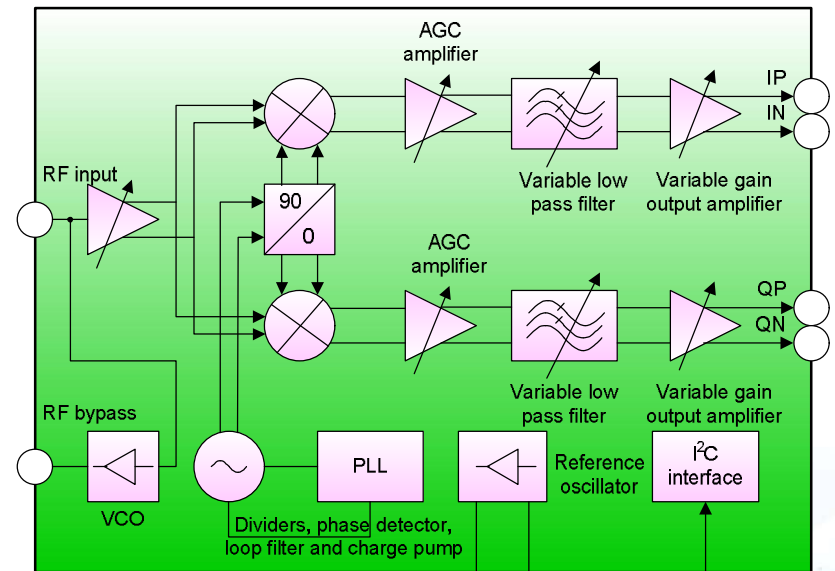 AGC
amplifier
IP
IN
RF input
Variable low
pass filter
Variable gain
output amplifier
90
0
AGC
amplifier
QP
QN
Variable low
pass filter
Variable gain
output amplifier
RF bypass
VCO
PLL
Dividers, phase detector,
loop filter and charge pump
Reference
oscillator
I²C
interface